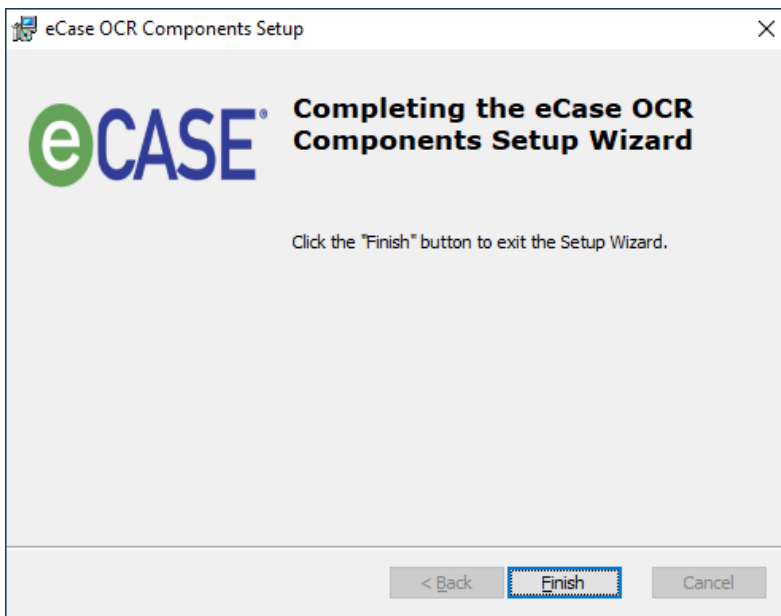 eCase OCR Components Setup
eCASE®
Completing the eCase OCR
Components Setup Wizard
Click the "Finish" button to exit the Setup Wizard.
< Back
Finish
Cancel